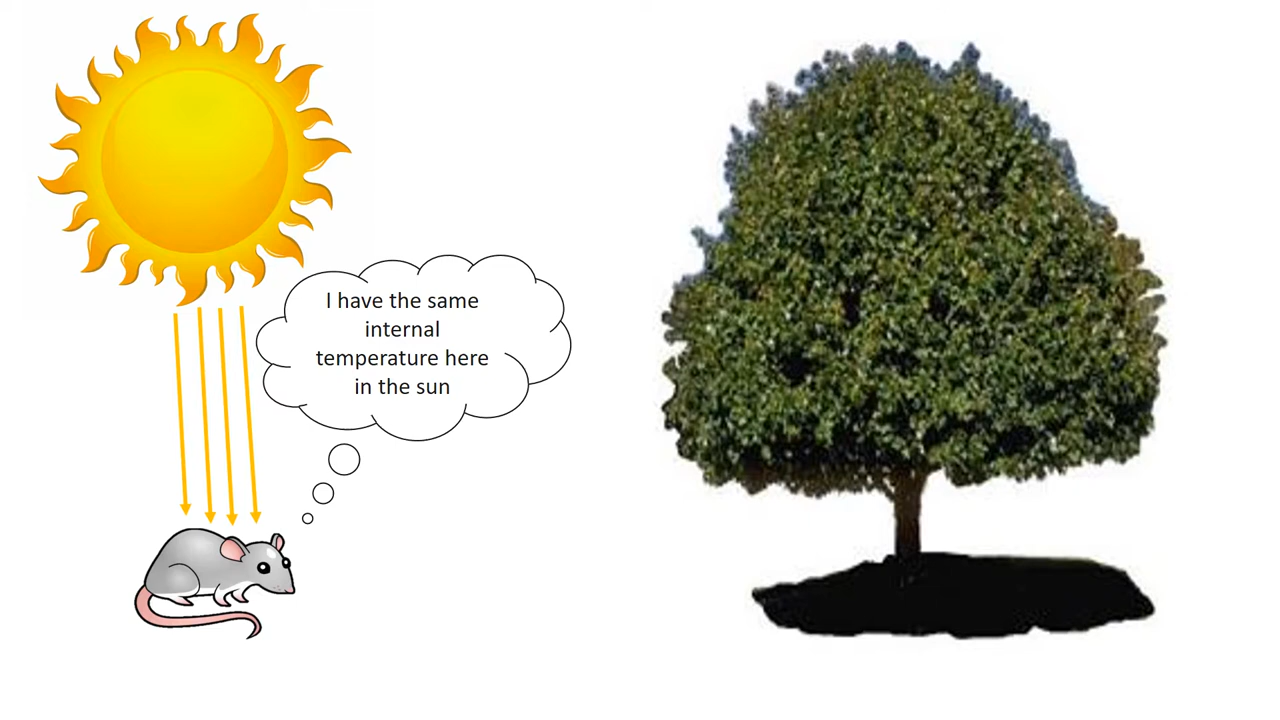 I have the same
internal
temperature here
in the sun